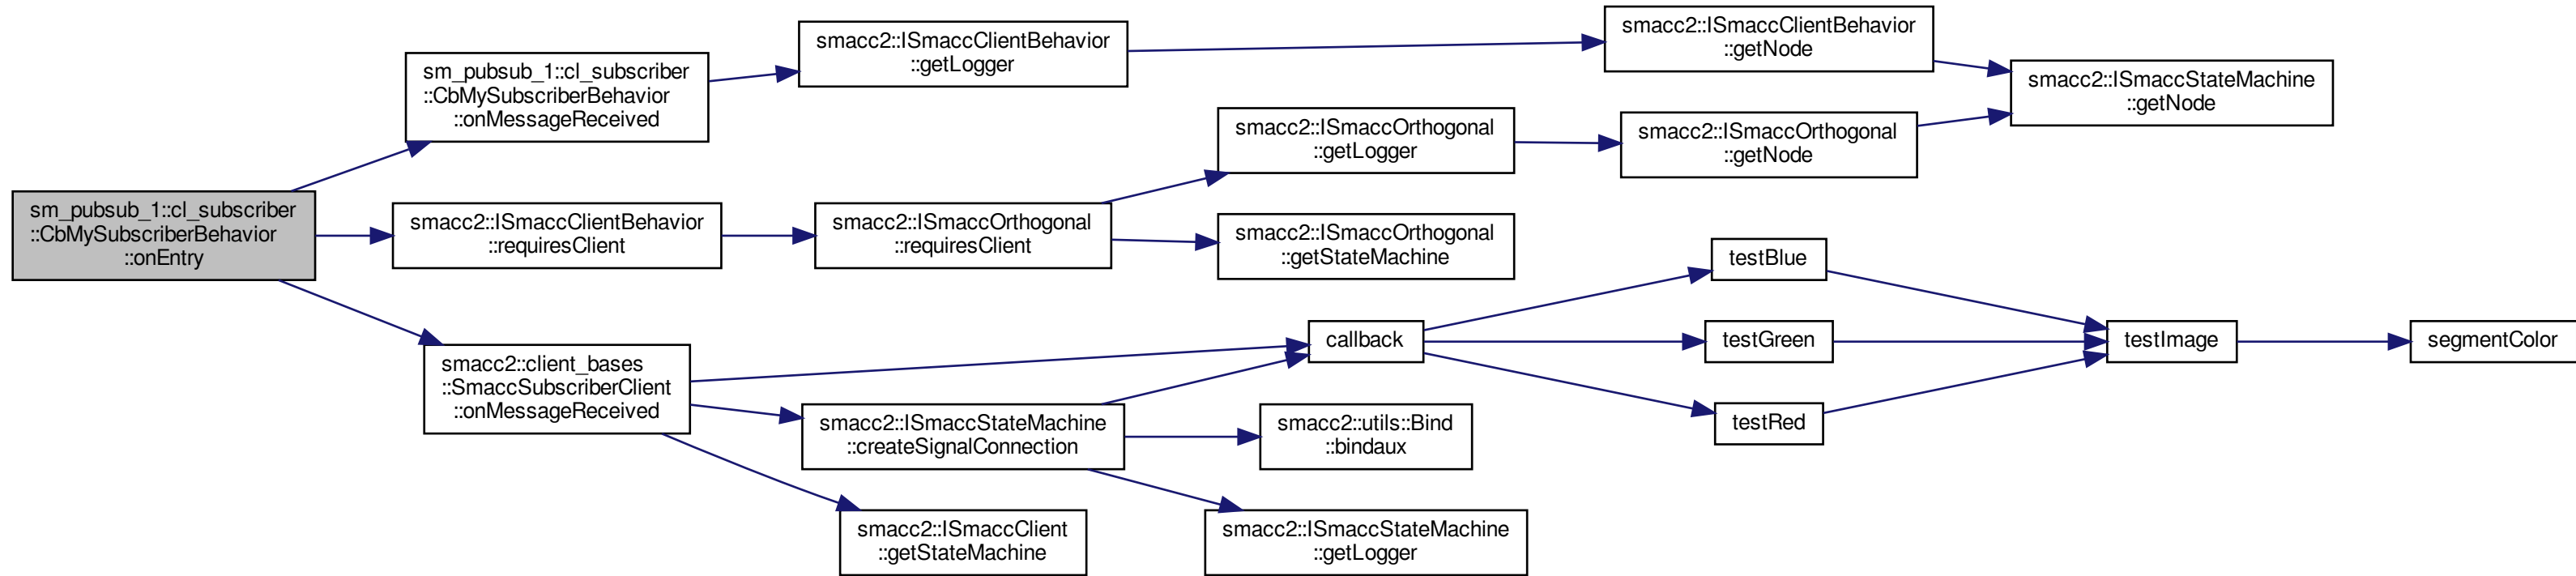 sm_pubsub_1::cl_subscriber
::CbMySubscriberBehavior
::onEntry
sm_pubsub_1::cl_subscriber
::CbMySubscriberBehavior
::onMessageReceived
smacc2::ISmaccClientBehavior
::getLogger
smacc2::ISmaccClientBehavior
::getNode
smacc2::ISmaccStateMachine
::getNode
smacc2::ISmaccClientBehavior
::requiresClient
smacc2::ISmaccOrthogonal
::requiresClient
smacc2::ISmaccOrthogonal
::getLogger
smacc2::ISmaccOrthogonal
::getNode
smacc2::ISmaccOrthogonal
::getStateMachine
smacc2::client_bases
::SmaccSubscriberClient
::onMessageReceived
callback
testBlue
testGreen
testRed
testImage
segmentColor
smacc2::ISmaccStateMachine
::createSignalConnection
smacc2::utils::Bind
::bindaux
smacc2::ISmaccStateMachine
::getLogger
smacc2::ISmaccClient
::getStateMachine